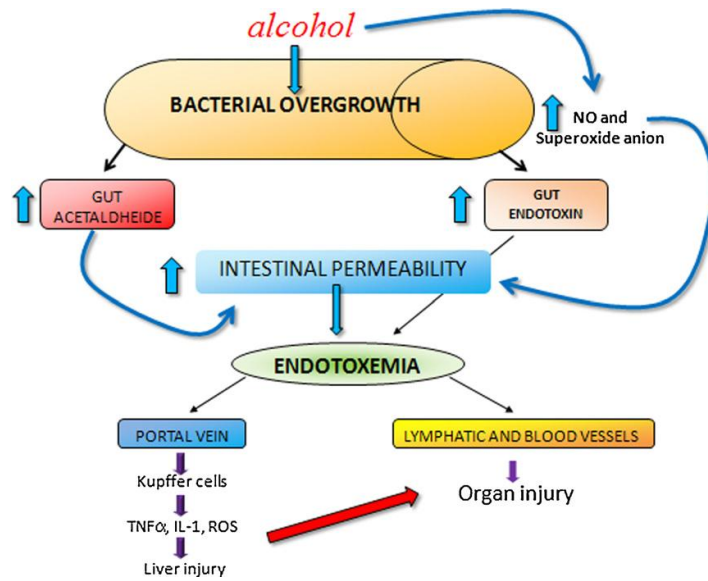 alcohol
BACTERIAL OVERGROWTH
NO and
Superoxide anion
GUT
ACETALDHEIDE
GUT
ENDOTOXIN
INTESTINAL PERMEABILITY
ENDOTOXEMIA
PORTAL VEIN
LYMPHATIC AND BLOOD VESSELS
Kupffer cells
Organ injury
TNFα, IL-1, ROS
Liver injury